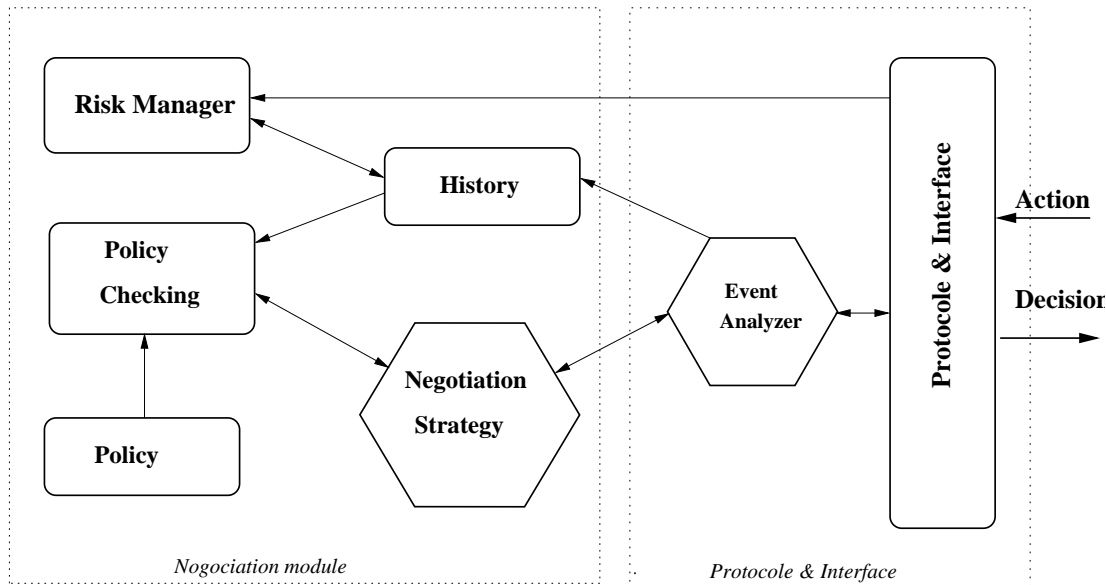 Risk Manager
History
Policy
Checking
Policy
Negotiation
Strategy
Nogociation module
Event
Analyzer
Protocole & Interface
Action
Decision
Protocole & Interface